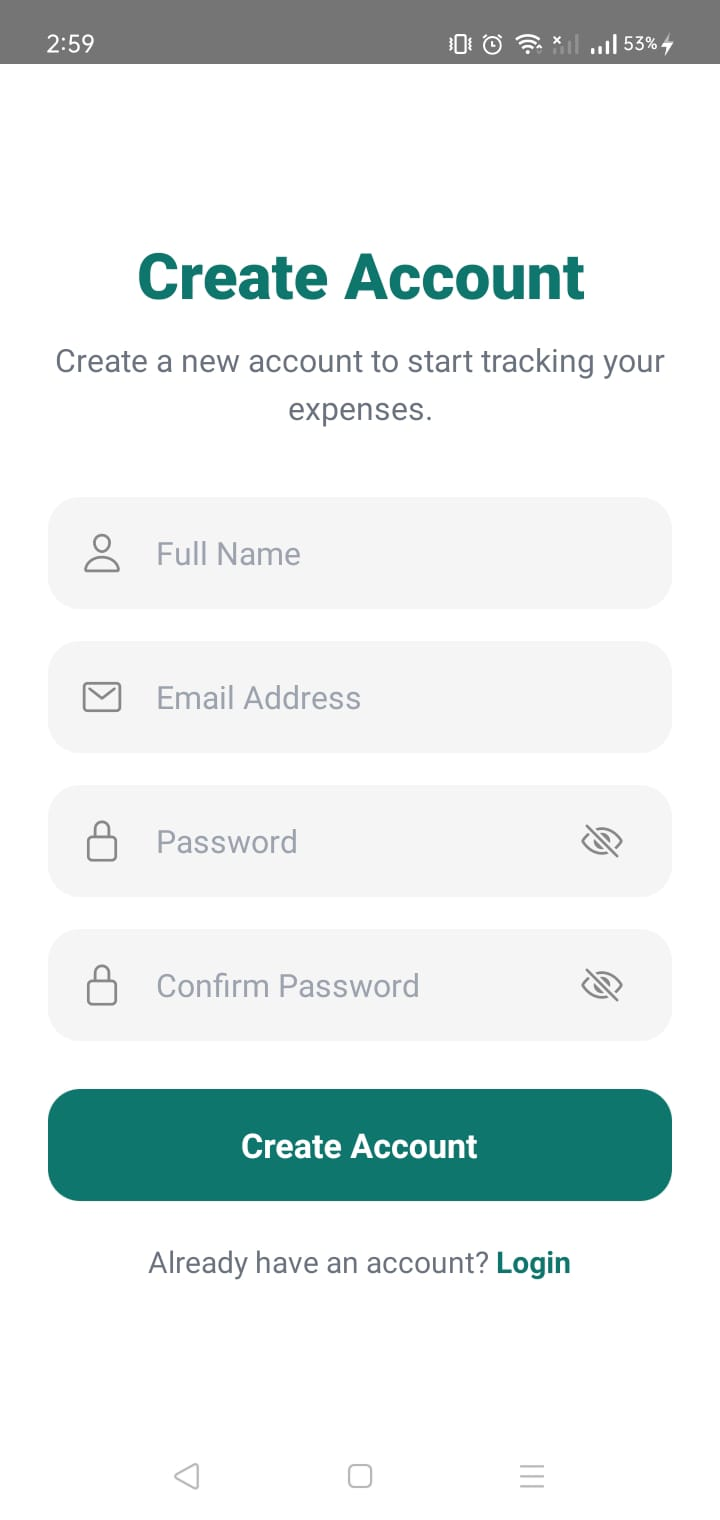 2:59
53%
Create Account
Create a new account to start tracking your
expenses.
Full Name
Email Address
Password
Confirm Password
Create Account
Already have an account? Login